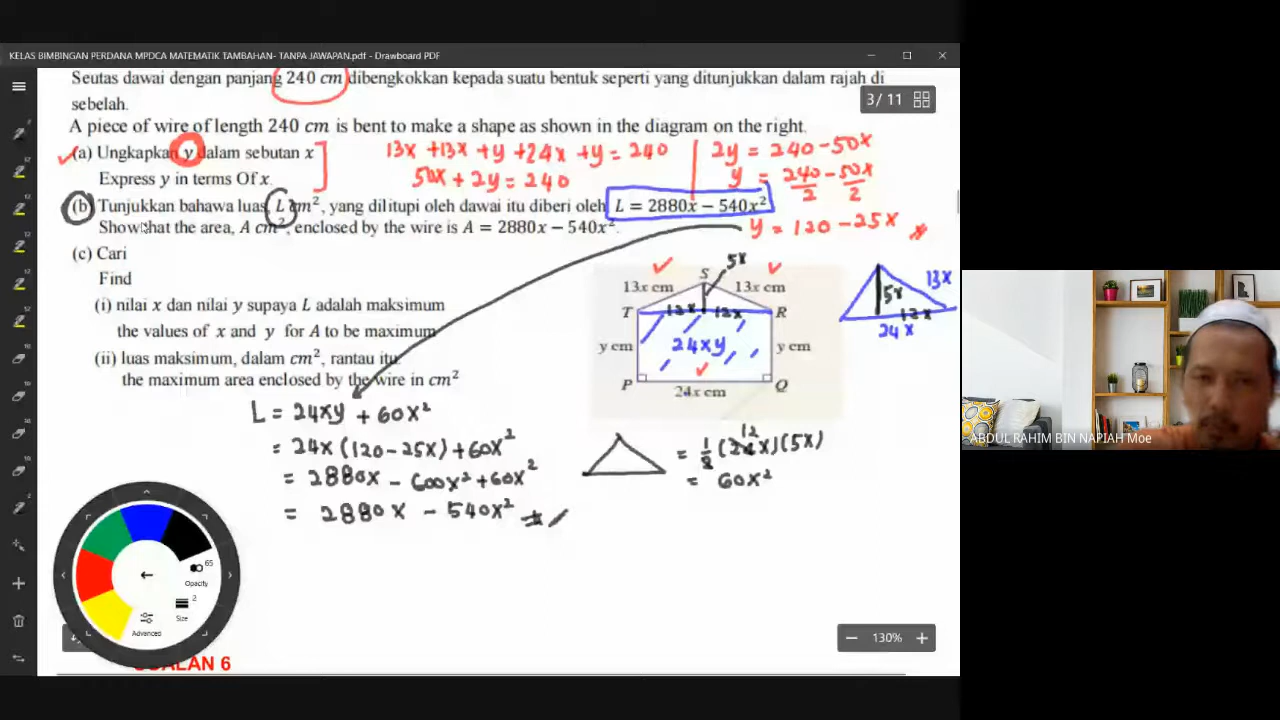 KELAS BIMBINGAN PERDANA MPDCA MATEMATIK TAMBAHAN- TANPA JAWAPAN.pdf - Drawboard PDF
Seutas dawai dengan panjang 240 cm dibengkokkan kepada suatu bentuk seperti yang ditunjukkan dalam rajah di
sebelah.
3 / 11
A piece of wire of length 240 cm is bent to make a shape as shown in the diagram on the right.
(a) Ungkapkan y dalam sebutan x
Express y in terms Of x.
13x + 13x + y + 24x + y = 240
50x + 2y = 240
2y = 240 - 50x
y = 240/2 - 50x/2
y = 120 - 25x
(b) Tunjukkan bahawa luas, L cm², yang dilitupi oleh dawai itu diberi oleh L = 2880x − 540x²
Show that the area, A cm², enclosed by the wire is A = 2880x − 540x².
(c) Cari
Find
(i) nilai x dan nilai y supaya L adalah maksimum
the values of x and y for A to be maximum
(ii) luas maksimum, dalam cm², rantau itu
the maximum area enclosed by the wire in cm²
5x
S
13x cm
13x cm
T
12x
12x
R
y cm
24xy
y cm
P
24x cm
Q
13x
5x
12x
24x
L = 24xy + 60x²
= 24x (120 - 25x) + 60x²
= 2880x - 600x² + 60x²
= 2880x - 540x²
= 1/2 (24x)(5x)
12
= 60x²
65
Opacity
2
Size
Advanced
130%
ABDUL RAHIM BIN NAPIAH Moe